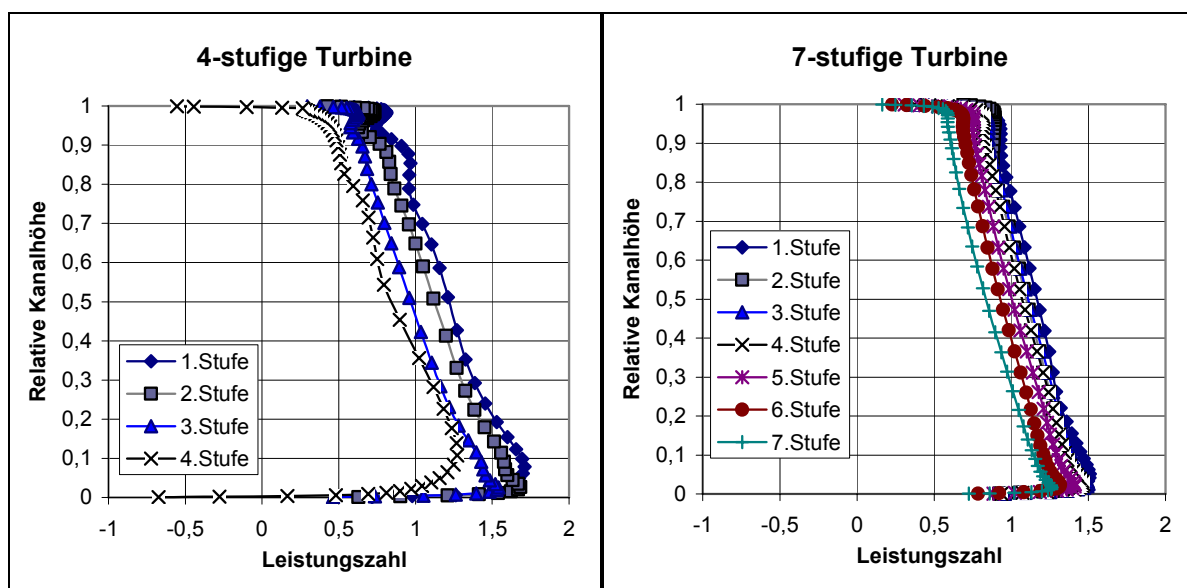 4-stufige Turbine
Relative Kanalhöhe
1
0,9
0,8
0,7
0,6
0,5
0,4
0,3
0,2
0,1
0
1.Stufe
2.Stufe
3.Stufe
4.Stufe
-1
-0,5
0
0,5
1
1,5
2
Leistungszahl
7-stufige Turbine
Relative Kanalhöhe
1
0,9
0,8
0,7
0,6
0,5
0,4
0,3
0,2
0,1
0
1.Stufe
2.Stufe
3.Stufe
4.Stufe
5.Stufe
6.Stufe
7.Stufe
-1
-0,5
0
0,5
1
1,5
2
Leistungszahl